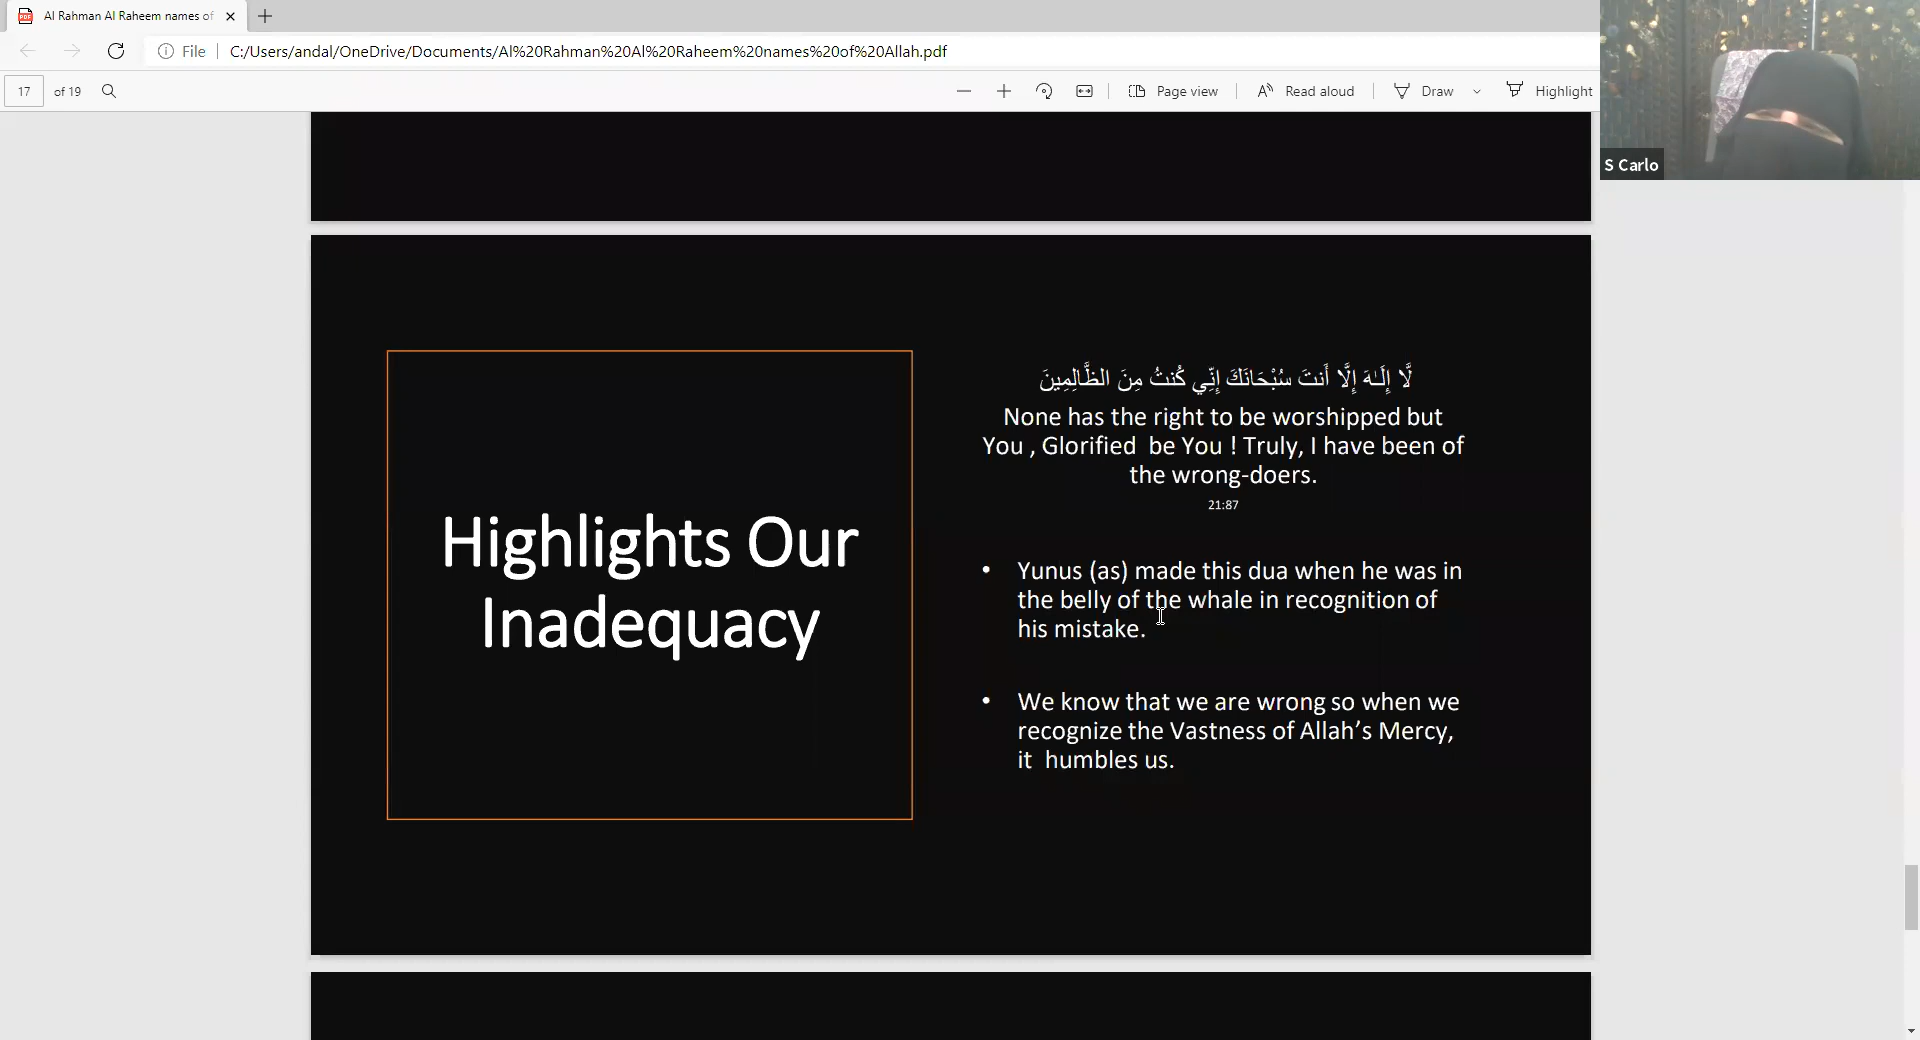 Al Rahman Al Raheem names of
File
C:/Users/andal/OneDrive/Documents/Al%20Rahman%20Al%20Raheem%20names%20of%20Allah.pdf
17 of 19
Page view
Read aloud
Draw
Highlight
S Carlo
Highlights Our
Inadequacy
لَّا إِلَـٰهَ إِلَّا أَنتَ سُبْحَانَكَ إِنِّي كُنتُ مِنَ الظَّالِمِينَ
None has the right to be worshipped but
You , Glorified  be You ! Truly, I have been of
the wrong-doers.
21:87
• Yunus (as) made this dua when he was in
the belly of the whale in recognition of
his mistake.
• We know that we are wrong so when we
recognize the Vastness of Allah’s Mercy,
it  humbles us.